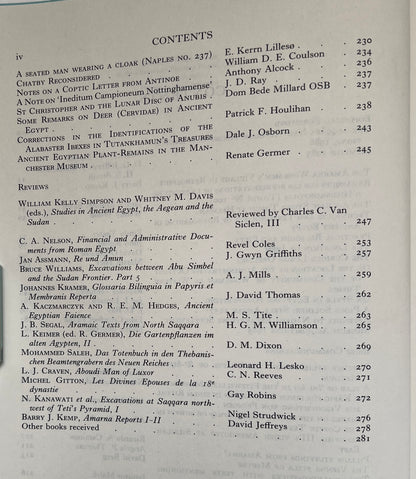 iv CONTENTS
A SEATED MAN WEARING A CLOAK (NAPLES NO. 237) E. Kerrn Lillesø . 230
CHATBY RECONSIDERED . . . . William D. E. Coulson . 234
NOTES ON A COPTIC LETTER FROM ANTINOE . Anthony Alcock . 236
A NOTE ON 'INEDITUM CAMPIONEUM NOTTINGHAMENSE' J. D. Ray . 237
ST CHRISTOPHER AND THE LUNAR DISC OF ANUBIS . Dom Bede Millard OSB . 237
SOME REMARKS ON DEER (CERVIDAE) IN ANCIENT
EGYPT . . . . . . Patrick F. Houlihan . 238
CORRECTIONS IN THE IDENTIFICATIONS OF THE
ALABASTER IBEXES IN TUTANKHAMUN'S TREASURES Dale J. Osborn . 243
ANCIENT EGYPTIAN PLANT-REMAINS IN THE MAN-
CHESTER MUSEUM . . . . Renate Germer . 245
REVIEWS
WILLIAM KELLY SIMPSON AND WHITNEY M. DAVIS
(eds.), Studies in Ancient Egypt, the Aegean and the
Sudan . . . . . . Reviewed by Charles C. Van
Siclen, III . 247
C. A. NELSON, Financial and Administrative Docu-
ments from Roman Egypt . . . . Revel Coles . 253
JAN ASSMANN, Re und Amun . . . J. Gwyn Griffiths . 257
BRUCE WILLIAMS, Excavations between Abu Simbel
and the Sudan Frontier. Part 5 . . . A. J. Mills . 259
JOHANNES KRAMER, Glossaria Bilinguia in Papyris et
Membranis Reperta . . . . J. David Thomas . 262
A. KACZMARCZYK AND R. E. M. HEDGES, Ancient
Egyptian Faience . . . . M. S. Tite . 263
J. B. SEGAL, Aramaic Texts from North Saqqara . H. G. M. Williamson . 265
L. KEIMER (ed. R. GERMER), Die Gartenpflanzen im
alten Ägypten, II . . . . . D. M. Dixon . 269
MOHAMMED SALEH, Das Totenbuch in den Thebanis-
chen Beamtengrabern des Neuen Reiches . . Leonard H. Lesko . 270
L. J. CRAVEN, Aboudi Man of Luxor . . C. N. Reeves . 271
MICHEL GITTON, Les Divines Epouses de la 18e
dynastie . . . . . . Gay Robins . 272
N. KANAWATI et al., Excavations at Saqqara north-
west of Teti's Pyramid, I . . . Nigel Strudwick . 276
BARRY J. KEMP, Amarna Reports I–II . . David Jeffreys . 278
Other books received . . . . . 281